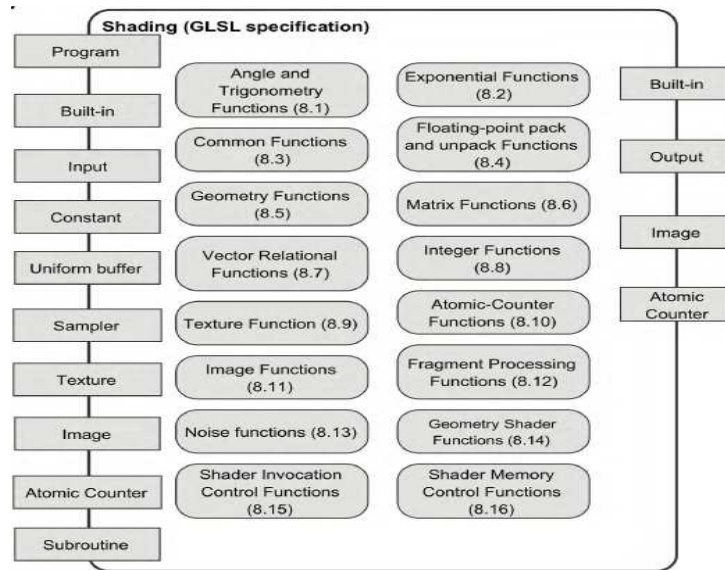 Shading (GLSL specification)
Program
Built-in
Input
Constant
Uniform buffer
Sampler
Texture
Image
Atomic Counter
Subroutine
Angle and
Trigonometry
Functions (8.1)
Exponential Functions
(8.2)
Common Functions
(8.3)
Floating-point pack
and unpack Functions
(8.4)
Geometry Functions
(8.5)
Matrix Functions (8.6)
Vector Relational
Functions (8.7)
Integer Functions
(8.8)
Texture Function (8.9)
Atomic-Counter
Functions (8.10)
Image Functions
(8.11)
Fragment Processing
Functions (8.12)
Noise functions (8.13)
Geometry Shader
Functions (8.14)
Shader Invocation
Control Functions
(8.15)
Shader Memory
Control Functions
(8.16)
Built-in
Output
Image
Atomic
Counter